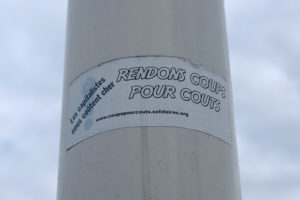 Les capitalistes
nous coûtent cher
RENDONS COUPS
POUR COUTS
www.coupspourcouts.solidaires.org